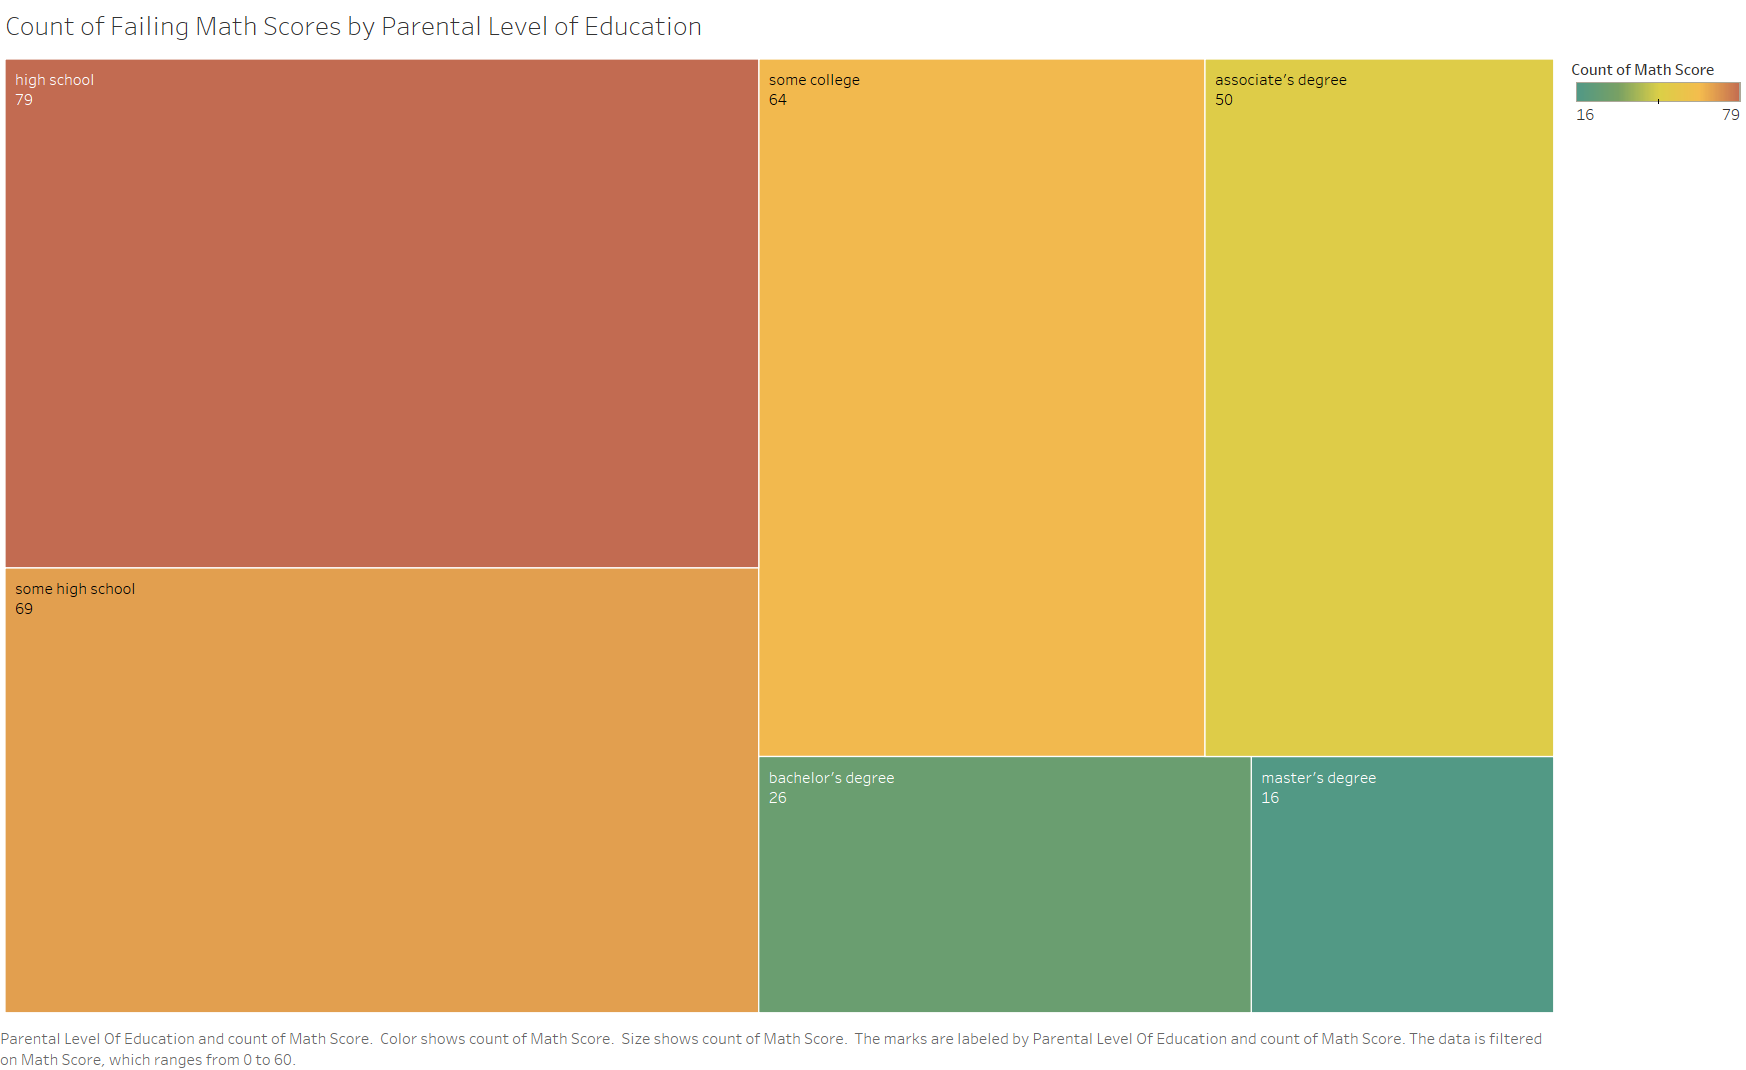 Count of Failing Math Scores by Parental Level of Education
high school
79
some college
64
associate's degree
50
Count of Math Score
16 79
some high school
69
bachelor's degree
26
master's degree
16
Parental Level Of Education and count of Math Score. Color shows count of Math Score. Size shows count of Math Score. The marks are labeled by Parental Level Of Education and count of Math Score. The data is filtered
on Math Score, which ranges from 0 to 60.